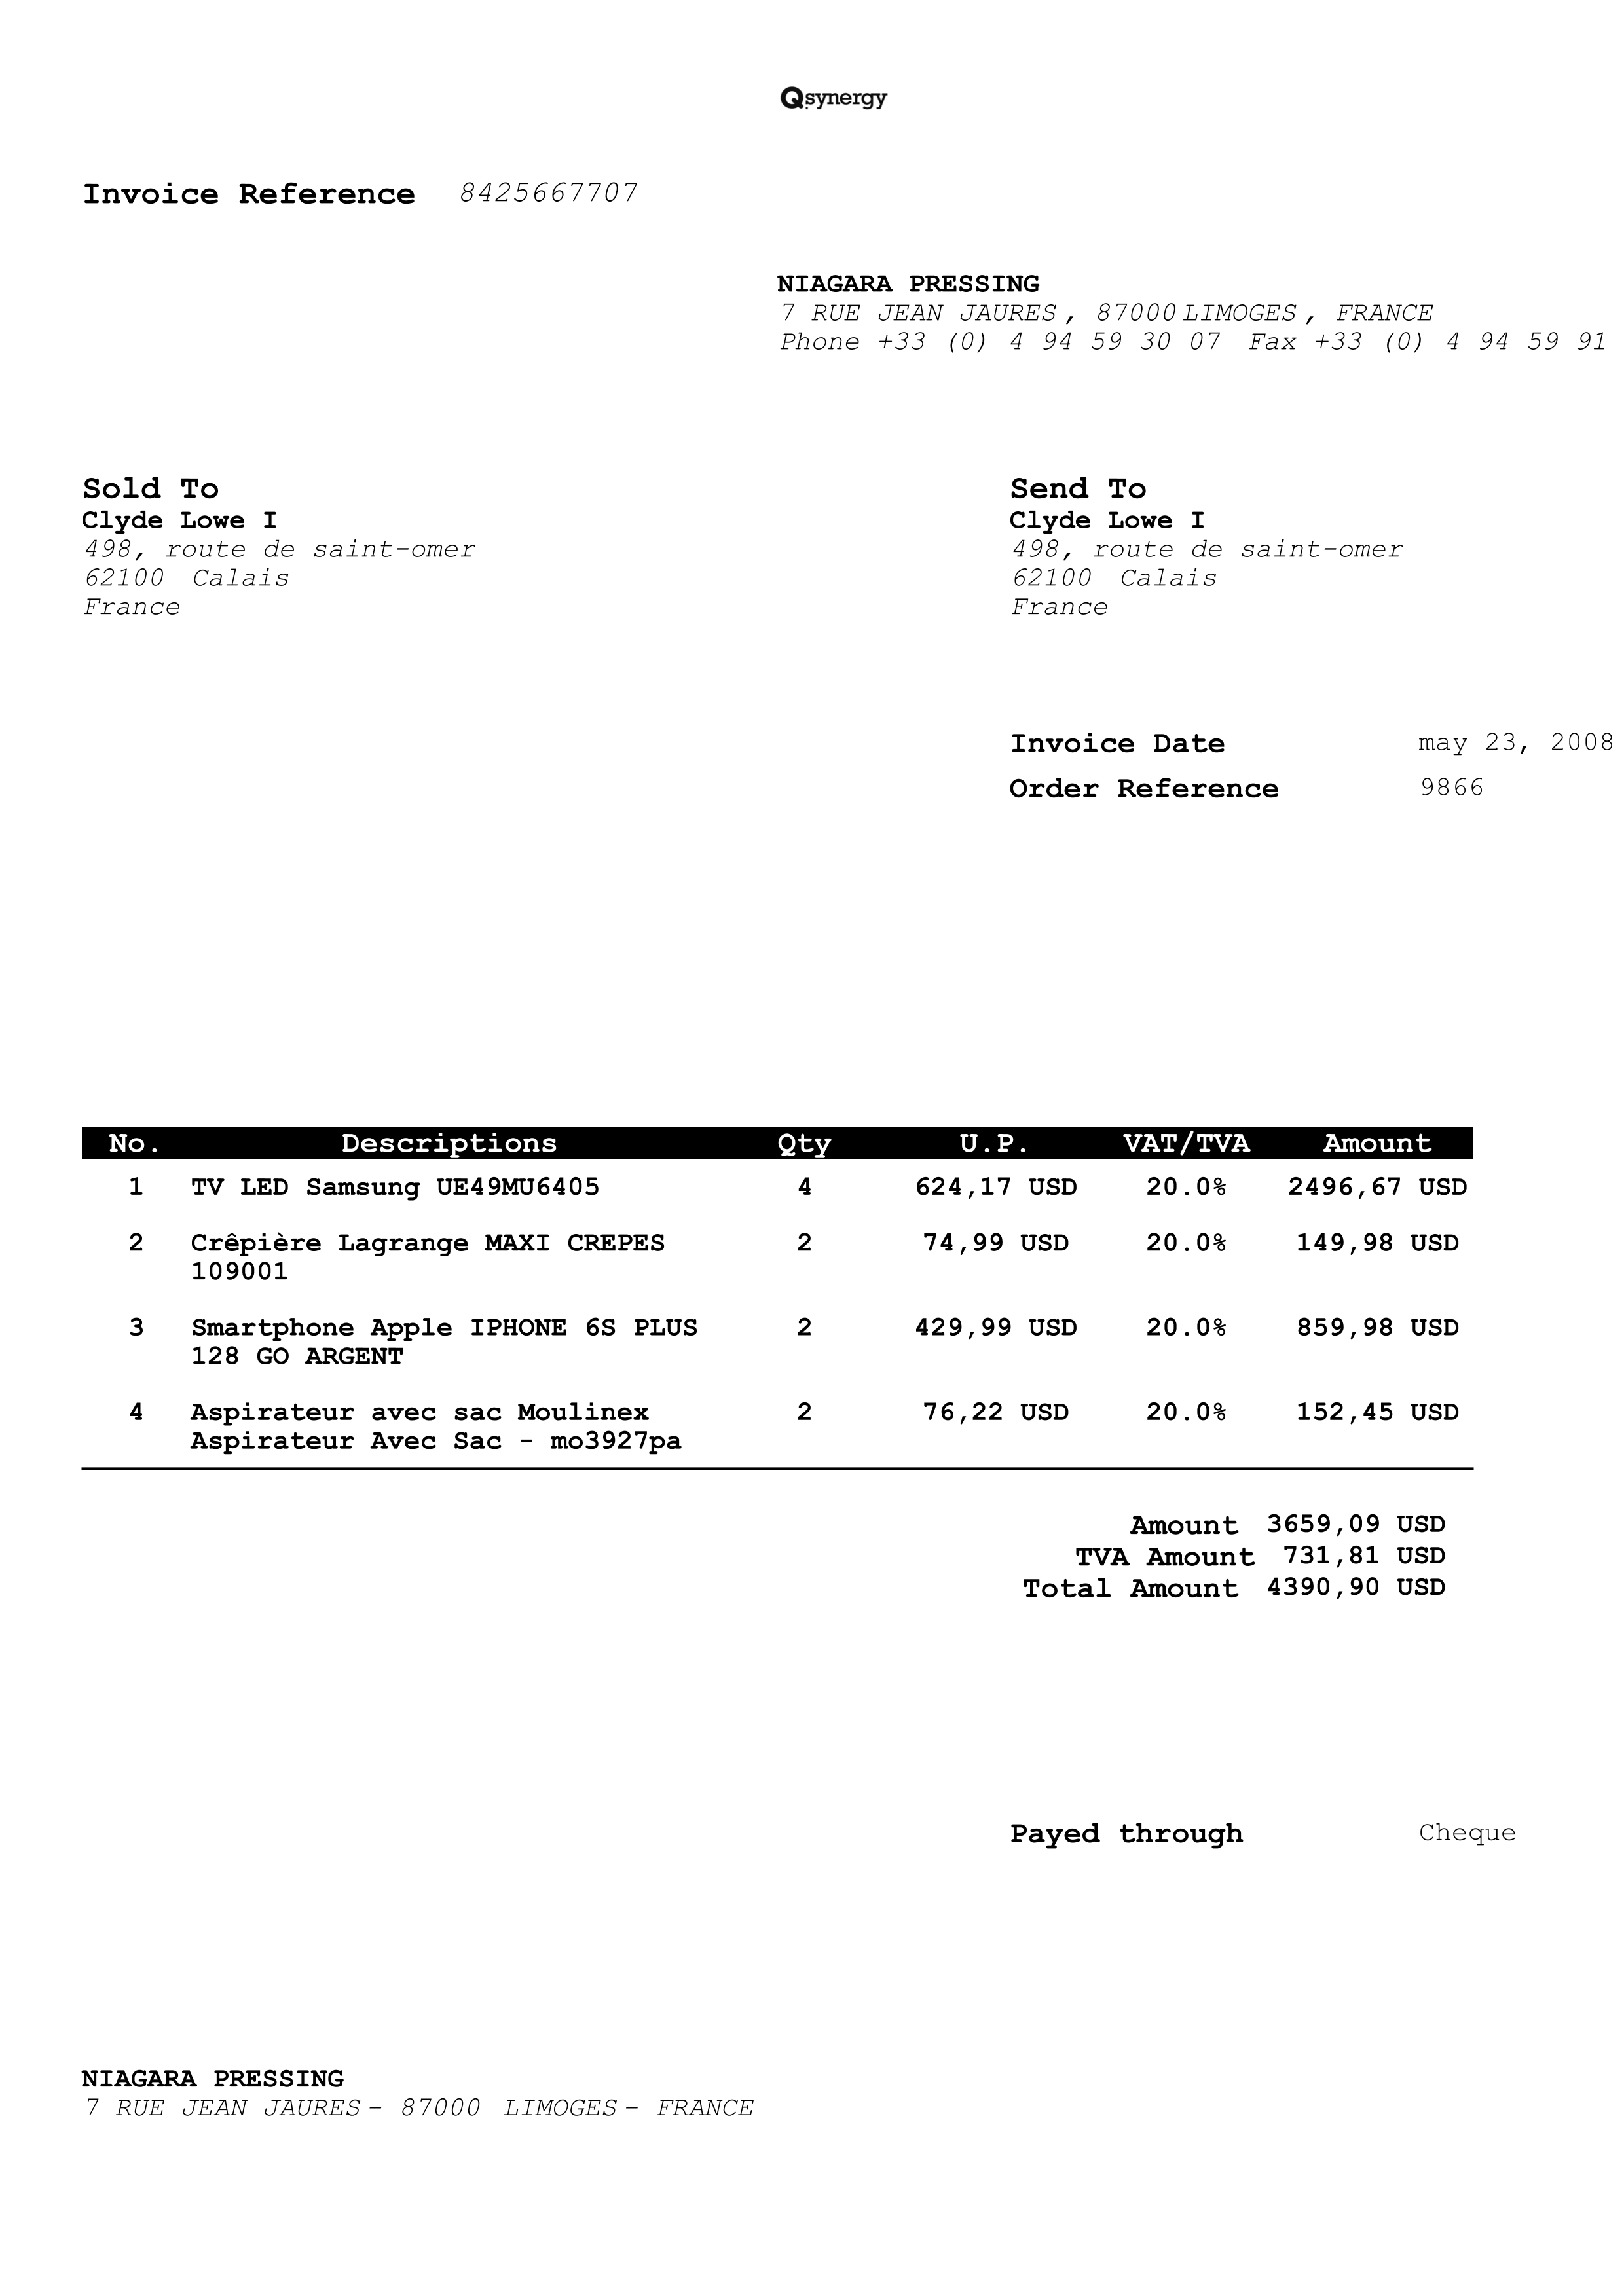 Qsynergy
Invoice Reference 8425667707
NIAGARA PRESSING
7 RUE JEAN JAURES, 87000 LIMOGES, FRANCE
Phone +33 (0) 4 94 59 30 07 Fax +33 (0) 4 94 59 91
Sold To
Clyde Lowe I
498, route de saint-omer
62100 Calais
France
Send To
Clyde Lowe I
498, route de saint-omer
62100 Calais
France
Invoice Date may 23, 2008
Order Reference 9866
No. Descriptions Qty U.P. VAT/TVA Amount
1 TV LED Samsung UE49MU6405 4 624,17 USD 20.0% 2496,67 USD
2 Crêpière Lagrange MAXI CREPES 2 74,99 USD 20.0% 149,98 USD
109001
3 Smartphone Apple IPHONE 6S PLUS 2 429,99 USD 20.0% 859,98 USD
128 GO ARGENT
4 Aspirateur avec sac Moulinex 2 76,22 USD 20.0% 152,45 USD
Aspirateur Avec Sac - mo3927pa
Amount 3659,09 USD
TVA Amount 731,81 USD
Total Amount 4390,90 USD
Payed through Cheque
NIAGARA PRESSING
7 RUE JEAN JAURES - 87000 LIMOGES - FRANCE